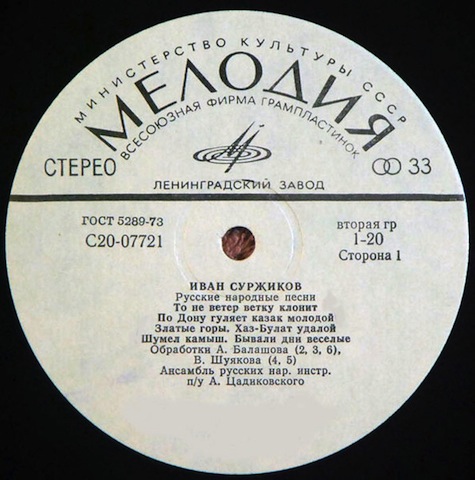 МИНИСТЕРСТВО КУЛЬТУРЫ СССР
МЕЛОДИЯ
ВСЕСОЮЗНАЯ ФИРМА ГРАМПЛАСТИНОК
СТЕРЕО
33
ЛЕНИНГРАДСКИЙ ЗАВОД
ГОСТ 5289-73
С20-07721
вторая гр
1-20
Сторона 1
ИВАН СУРЖИКОВ
Русские народные песни
То не ветер ветку клонит
По Дону гуляет казак молодой
Златые горы. Хаз-Булат удалой
Шумел камыш. Бывали дни веселые
Обработки А. Балашова (2, 3, 6),
В. Шуякова (4, 5)
Ансамбль русских нар. инстр.
п/у А. Цадиковского